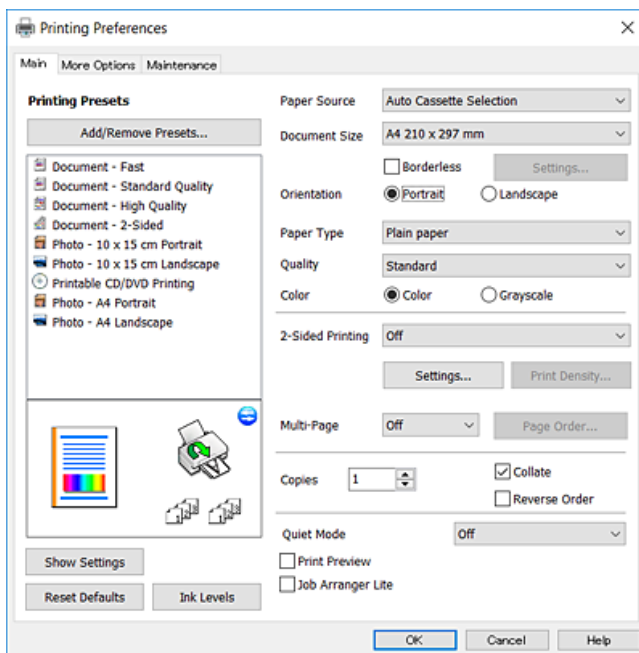 Printing Preferences
Main More Options Maintenance
Printing Presets
Add/Remove Presets...
Document - Fast
Document - Standard Quality
Document - High Quality
Document - 2-Sided
Photo - 10 x 15 cm Portrait
Photo - 10 x 15 cm Landscape
Printable CD/DVD Printing
Photo - A4 Portrait
Photo - A4 Landscape
Show Settings
Reset Defaults Ink Levels
Paper Source Auto Cassette Selection
Document Size A4 210 x 297 mm
Borderless Settings...
Orientation Portrait Landscape
Paper Type Plain paper
Quality Standard
Color Color Grayscale
2-Sided Printing Off
Settings... Print Density...
Multi-Page Off Page Order...
Copies 1 Collate
Reverse Order
Quiet Mode Off
Print Preview
Job Arranger Lite
OK Cancel Help